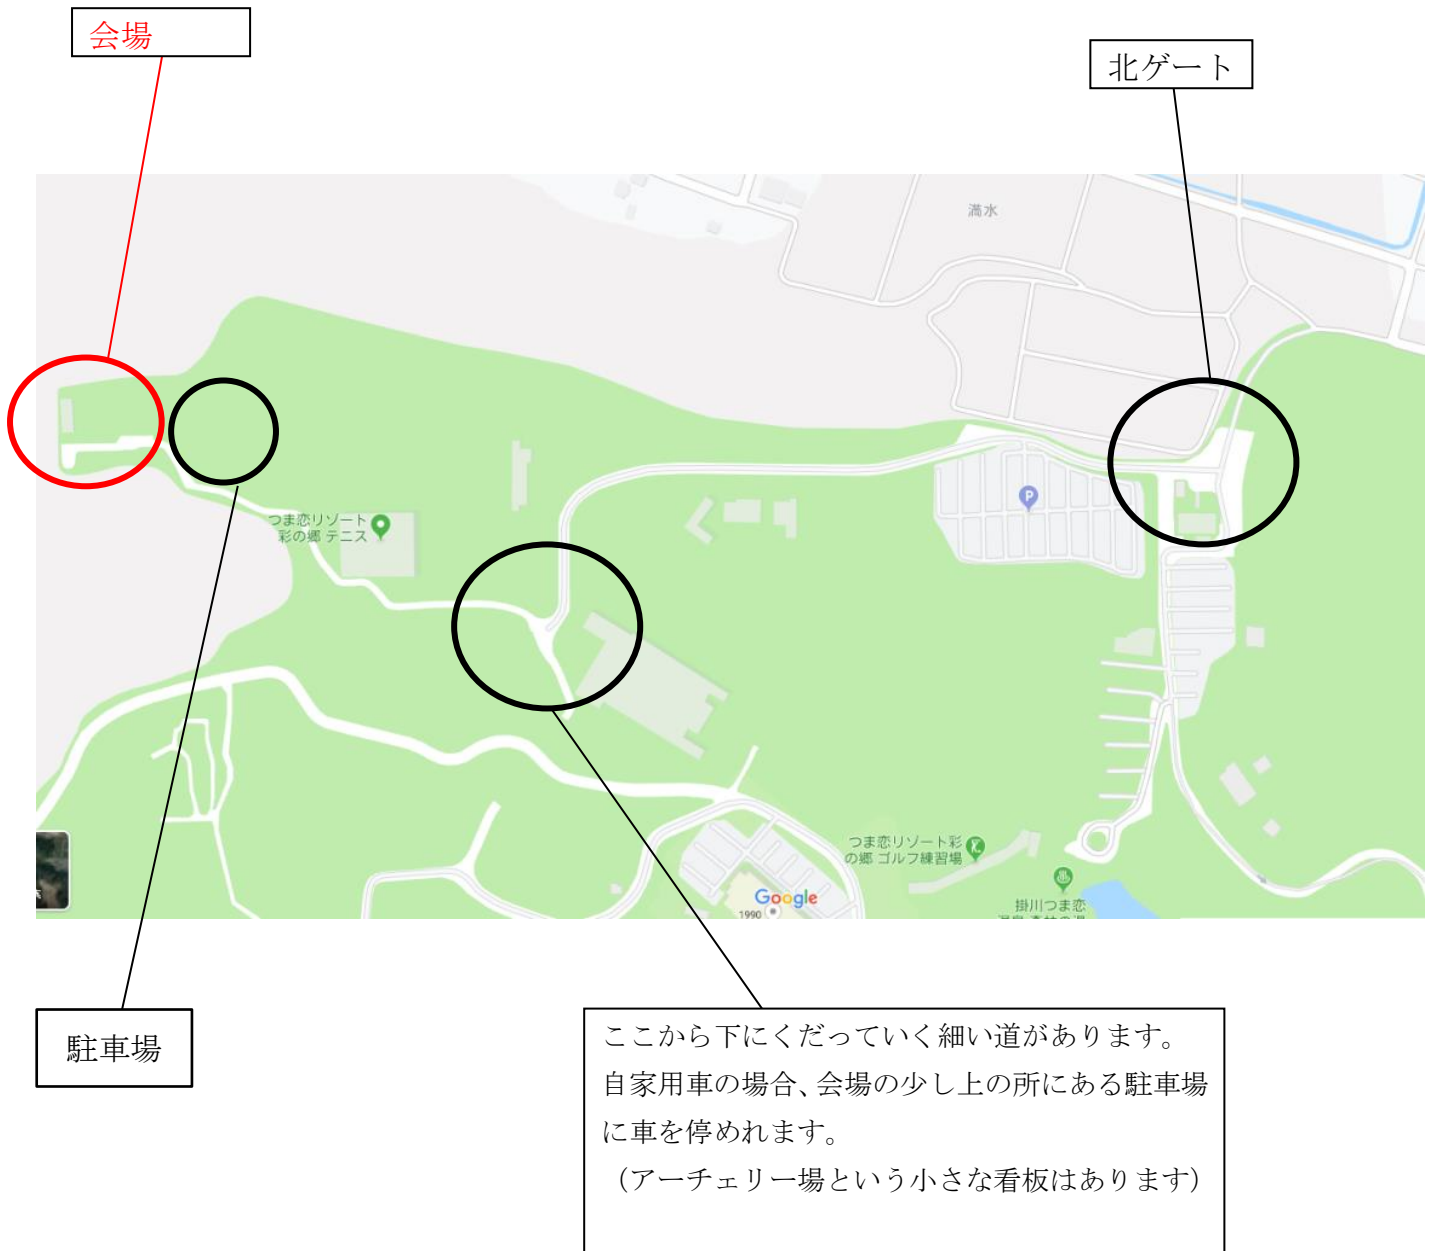 会場
北ゲート
満水
つま恋リゾート
彩の郷 テニス
P
つま恋リゾート彩
の郷 ゴルフ練習場
Google
1990
掛川つま恋
駐車場
ここから下にくだっていく細い道があります。
自家用車の場合、会場の少し上の所にある駐車場
に車を停めれます。
（アーチェリー場という小さな看板はあります）